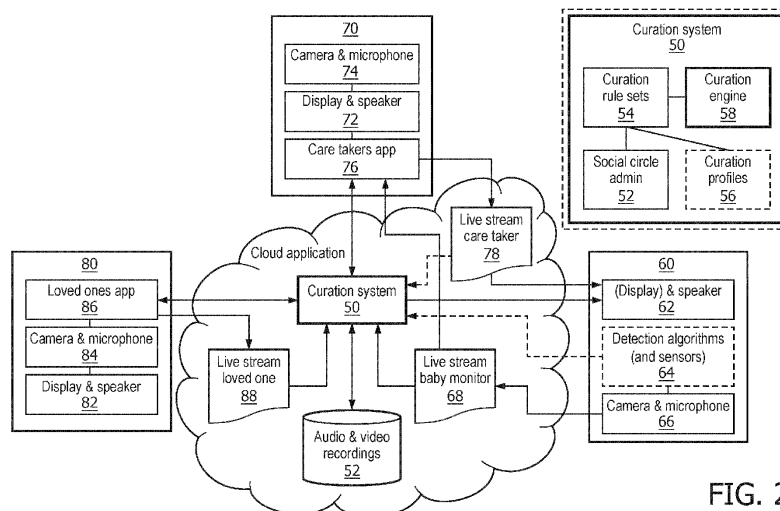 70
Camera & microphone
74
Display & speaker
72
Care takers app
76
Curation system
50
Curation
rule sets
54
Curation
engine
58
Social circle
admin
52
Curation
profiles
56
Cloud application
Live stream
care taker
78
80
Loved ones app
86
Camera & microphone
84
Display & speaker
82
Curation system
50
Live stream
loved one
88
Live stream
baby monitor
68
Audio & video
recordings
52
60
(Display) & speaker
62
Detection algorithms
(and sensors)
64
Camera & microphone
66
FIG. 2